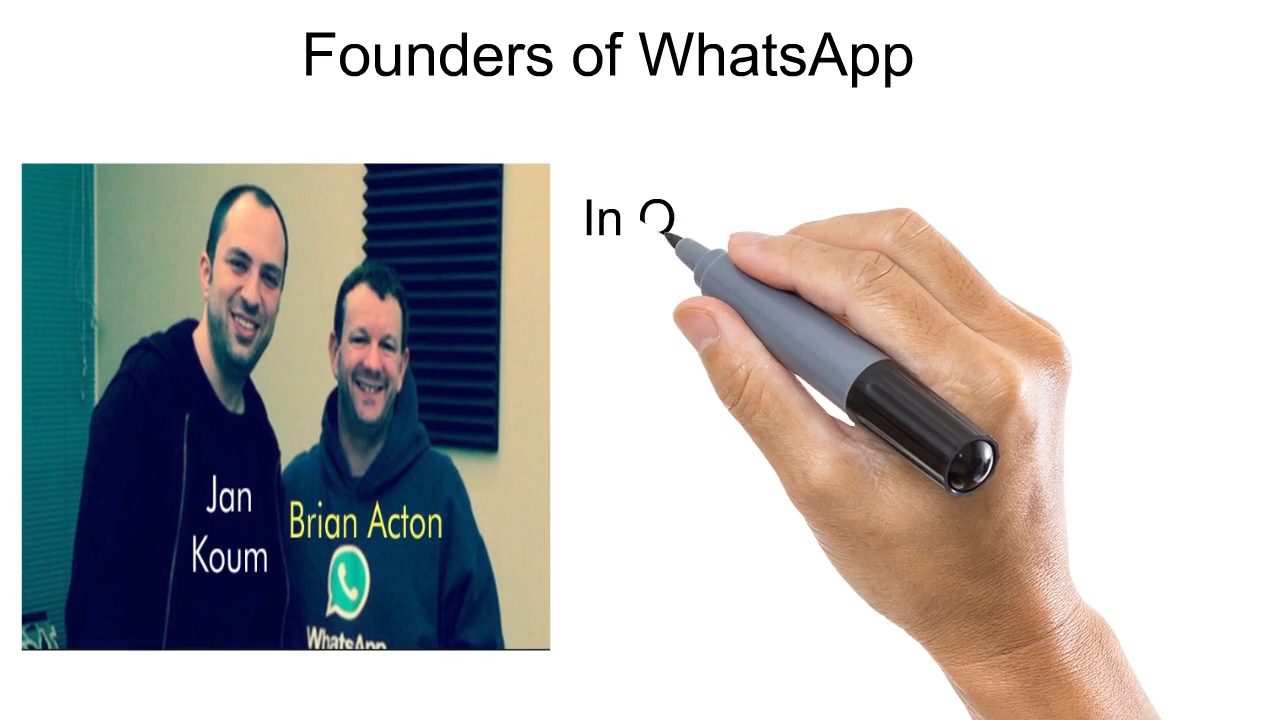 Founders of WhatsApp
In O
Jan
Koum
Brian Acton
WhatsApp